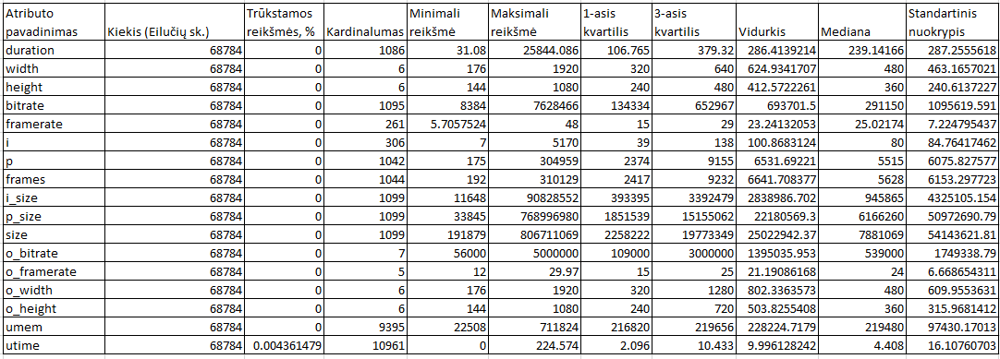 Atributo pavadinimas Kiekis (Eilučių sk.) Trūkstamos reikšmės, % Kardinalumas Minimali reikšmė Maksimali reikšmė 1-asis kvartilis 3-asis kvartilis Vidurkis Mediana Standartinis nuokrypis
duration 68784 0 1086 31.08 25844.086 106.765 379.32 286.4139214 239.14166 287.2555618
width 68784 0 6 176 1920 320 640 624.9341707 480 463.1657021
height 68784 0 6 144 1080 240 480 412.5722261 360 240.6137227
bitrate 68784 0 1095 8384 7628466 134334 652967 693701.5 291150 1095619.591
framerate 68784 0 261 5.7057524 48 15 29 23.24132053 25.02174 7.224795437
i 68784 0 306 7 5170 39 138 100.8683124 80 84.76417462
p 68784 0 1042 175 304959 2374 9155 6531.69221 5515 6075.827577
frames 68784 0 1044 192 310129 2417 9232 6641.708377 5628 6153.297723
i_size 68784 0 1099 11648 90828552 393395 3392479 2838986.702 945865 4325105.154
p_size 68784 0 1099 33845 768996980 1851539 15155062 22180569.3 6166260 50972690.79
size 68784 0 1099 191879 806711069 2258222 19773349 25022942.37 7881069 54143621.81
o_bitrate 68784 0 7 56000 5000000 109000 3000000 1395035.953 539000 1749338.79
o_framerate 68784 0 5 12 29.97 15 25 21.19086168 24 6.668654311
o_width 68784 0 6 176 1920 320 1280 802.3363573 480 609.9553631
o_height 68784 0 6 144 1080 240 720 503.8255408 360 315.9681412
umem 68784 0 9395 22508 711824 216820 219656 228224.7179 219480 97430.17013
utime 68784 0.004361479 10961 0 224.574 2.096 10.433 9.996128242 4.408 16.10760703